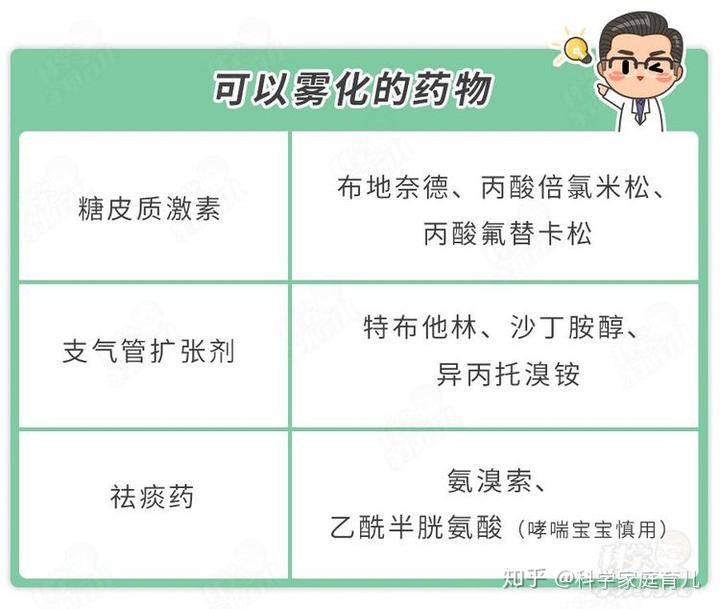 可以雾化的药物
糖皮质激素
布地奈德、丙酸倍氯米松、
丙酸氟替卡松
支气管扩张剂
特布他林、沙丁胺醇、
异丙托溴铵
祛痰药
氨溴索、
乙酰半胱氨酸（哮喘宝宝慎用）
知乎 @科学家庭育儿